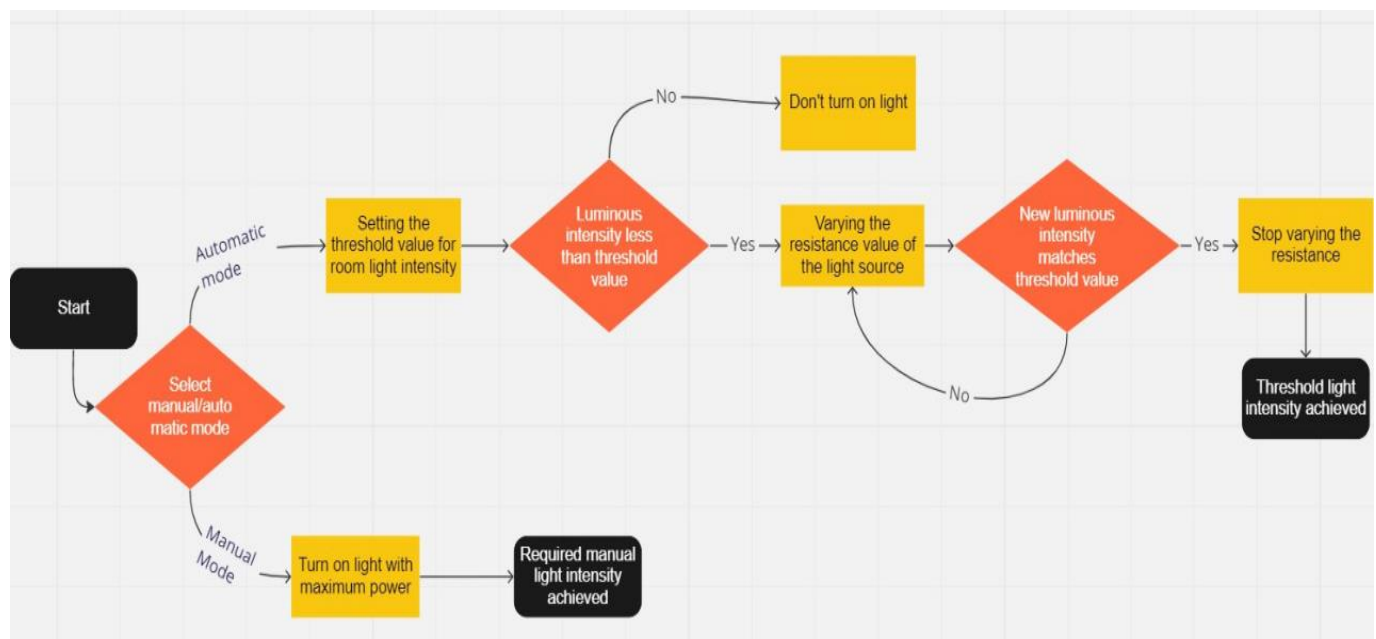 No
Don't turn on light
Automatic
mode
Setting the
threshold value for
room light intensity
Luminous
intensity less
than threshold
value
Yes
Varying the
resistance value of
the light source
New luminous
intensity
matches
threshold value
Yes
Stop varying the
resistance
Start
Select
manual/auto
matic mode
No
Threshold light
intensity achieved
Manual
Mode
Turn on light with
maximum power
Required manual
light intensity
achieved